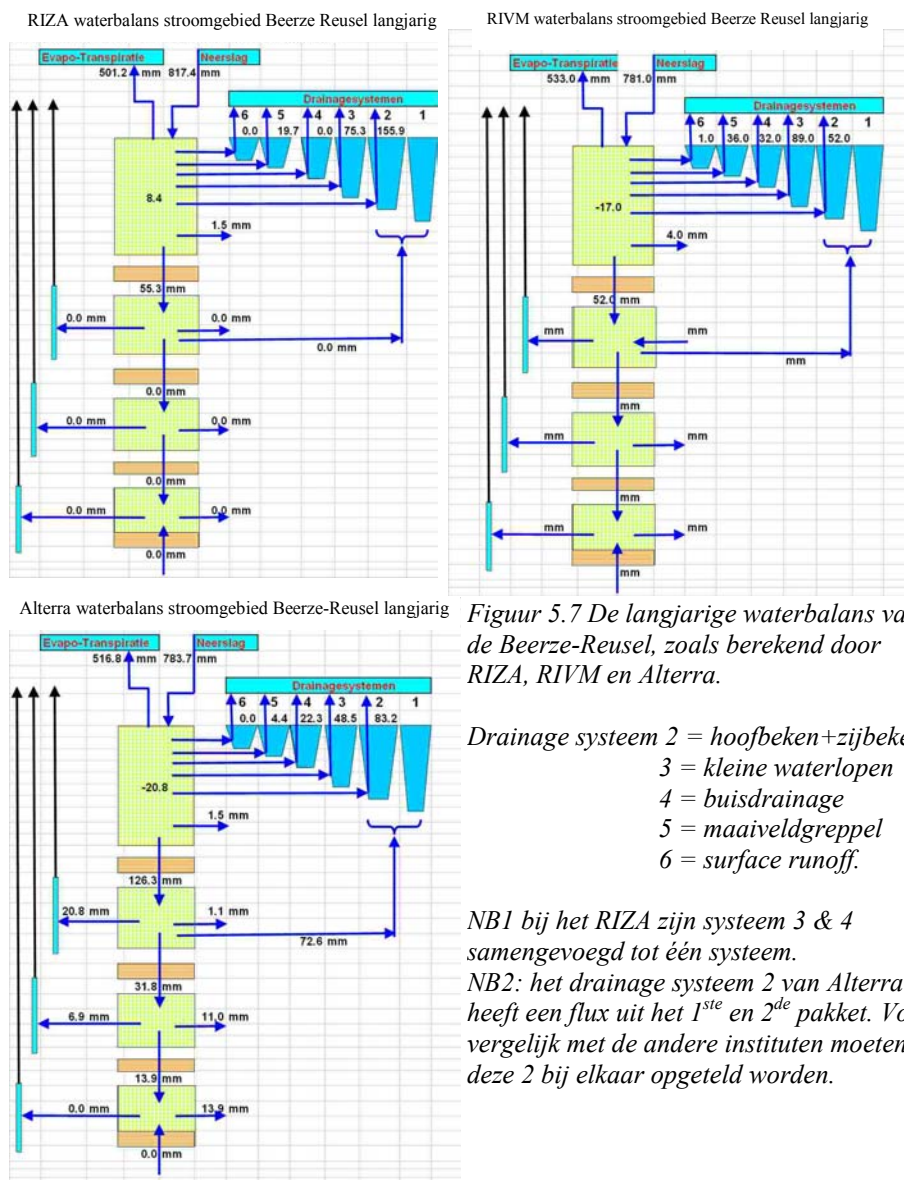 RIZA waterbalans stroomgebied Beerze Reusel langjarig
Evapo-Transpiratie
Neerslag
501.2 mm
817.4 mm
Drainagesystemen
6 5 4 3 2 1
0.0 19.7 0.0 75.3 155.9
8.4
1.5 mm
55.3 mm
0.0 mm
0.0 mm
0.0 mm
0.0 mm
0.0 mm
0.0 mm
0.0 mm
0.0 mm
0.0 mm
0.0 mm
RIVM waterbalans stroomgebied Beerze Reusel langjarig
Evapo-Transpiratie
Neerslag
533.0 mm
781.0 mm
Drainagesystemen
6 5 4 3 2 1
1.0 36.0 32.0 89.0 52.0
-17.0
4.0 mm
52.0 mm
mm
mm
mm
mm
mm
mm
mm
mm
mm
mm
Alterra waterbalans stroomgebied Beerze-Reusel langjarig
Evapo-Transpiratie
Neerslag
516.8 mm
783.7 mm
Drainagesystemen
6 5 4 3 2 1
0.0 4.4 22.3 48.5 83.2
-20.8
1.5 mm
126.3 mm
20.8 mm
1.1 mm
72.6 mm
31.8 mm
6.9 mm
11.0 mm
13.9 mm
0.0 mm
13.9 mm
0.0 mm
Figuur 5.7 De langjarige waterbalans va
de Beerze-Reusel, zoals berekend door
RIZA, RIVM en Alterra.
Drainage systeem 2 = hoofbeken+zijbeke
3 = kleine waterlopen
4 = buisdrainage
5 = maaiveldgreppel
6 = surface runoff.
NB1 bij het RIZA zijn systeem 3 & 4
samengevoegd tot één systeem.
NB2: het drainage systeem 2 van Alterra
heeft een flux uit het 1ste en 2de pakket. Vo
vergelijk met de andere instituten moeten
deze 2 bij elkaar opgeteld worden.